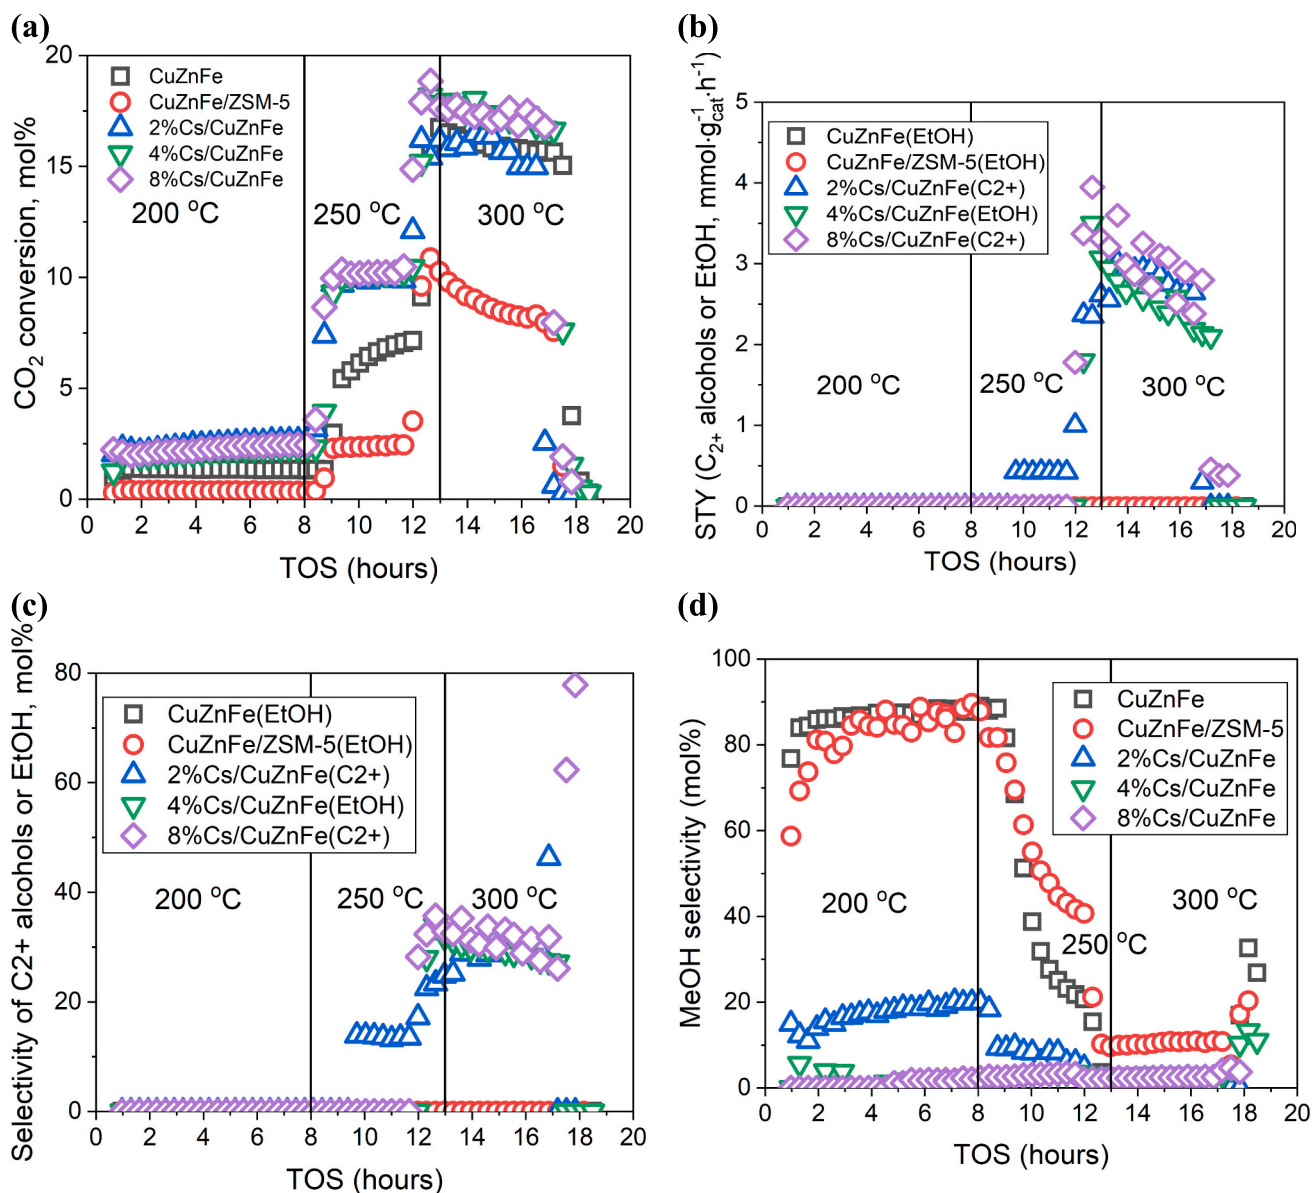 (a)
CO2 conversion, mol%
20
15
10
5
0
CuZnFe
CuZnFe/ZSM-5
2%Cs/CuZnFe
4%Cs/CuZnFe
8%Cs/CuZnFe
200 °C
250 °C
300 °C
0 2 4 6 8 10 12 14 16 18 20
TOS (hours)
(b)
STY (C2+ alcohols or EtOH, mmol·g_cat^-1·h^-1)
5
4
3
2
1
0
CuZnFe(EtOH)
CuZnFe/ZSM-5(EtOH)
2%Cs/CuZnFe(C2+)
4%Cs/CuZnFe(EtOH)
8%Cs/CuZnFe(C2+)
200 °C
250 °C
300 °C
0 2 4 6 8 10 12 14 16 18 20
TOS (hours)
(c)
Selectivity of C2+ alcohols or EtOH, mol%
80
60
40
20
0
CuZnFe(EtOH)
CuZnFe/ZSM-5(EtOH)
2%Cs/CuZnFe(C2+)
4%Cs/CuZnFe(EtOH)
8%Cs/CuZnFe(C2+)
200 °C
250 °C
300 °C
0 2 4 6 8 10 12 14 16 18 20
TOS (hours)
(d)
MeOH selectivity (mol%)
100
80
60
40
20
0
CuZnFe
CuZnFe/ZSM-5
2%Cs/CuZnFe
4%Cs/CuZnFe
8%Cs/CuZnFe
200 °C
250 °C
300 °C
0 2 4 6 8 10 12 14 16 18 20
TOS (hours)